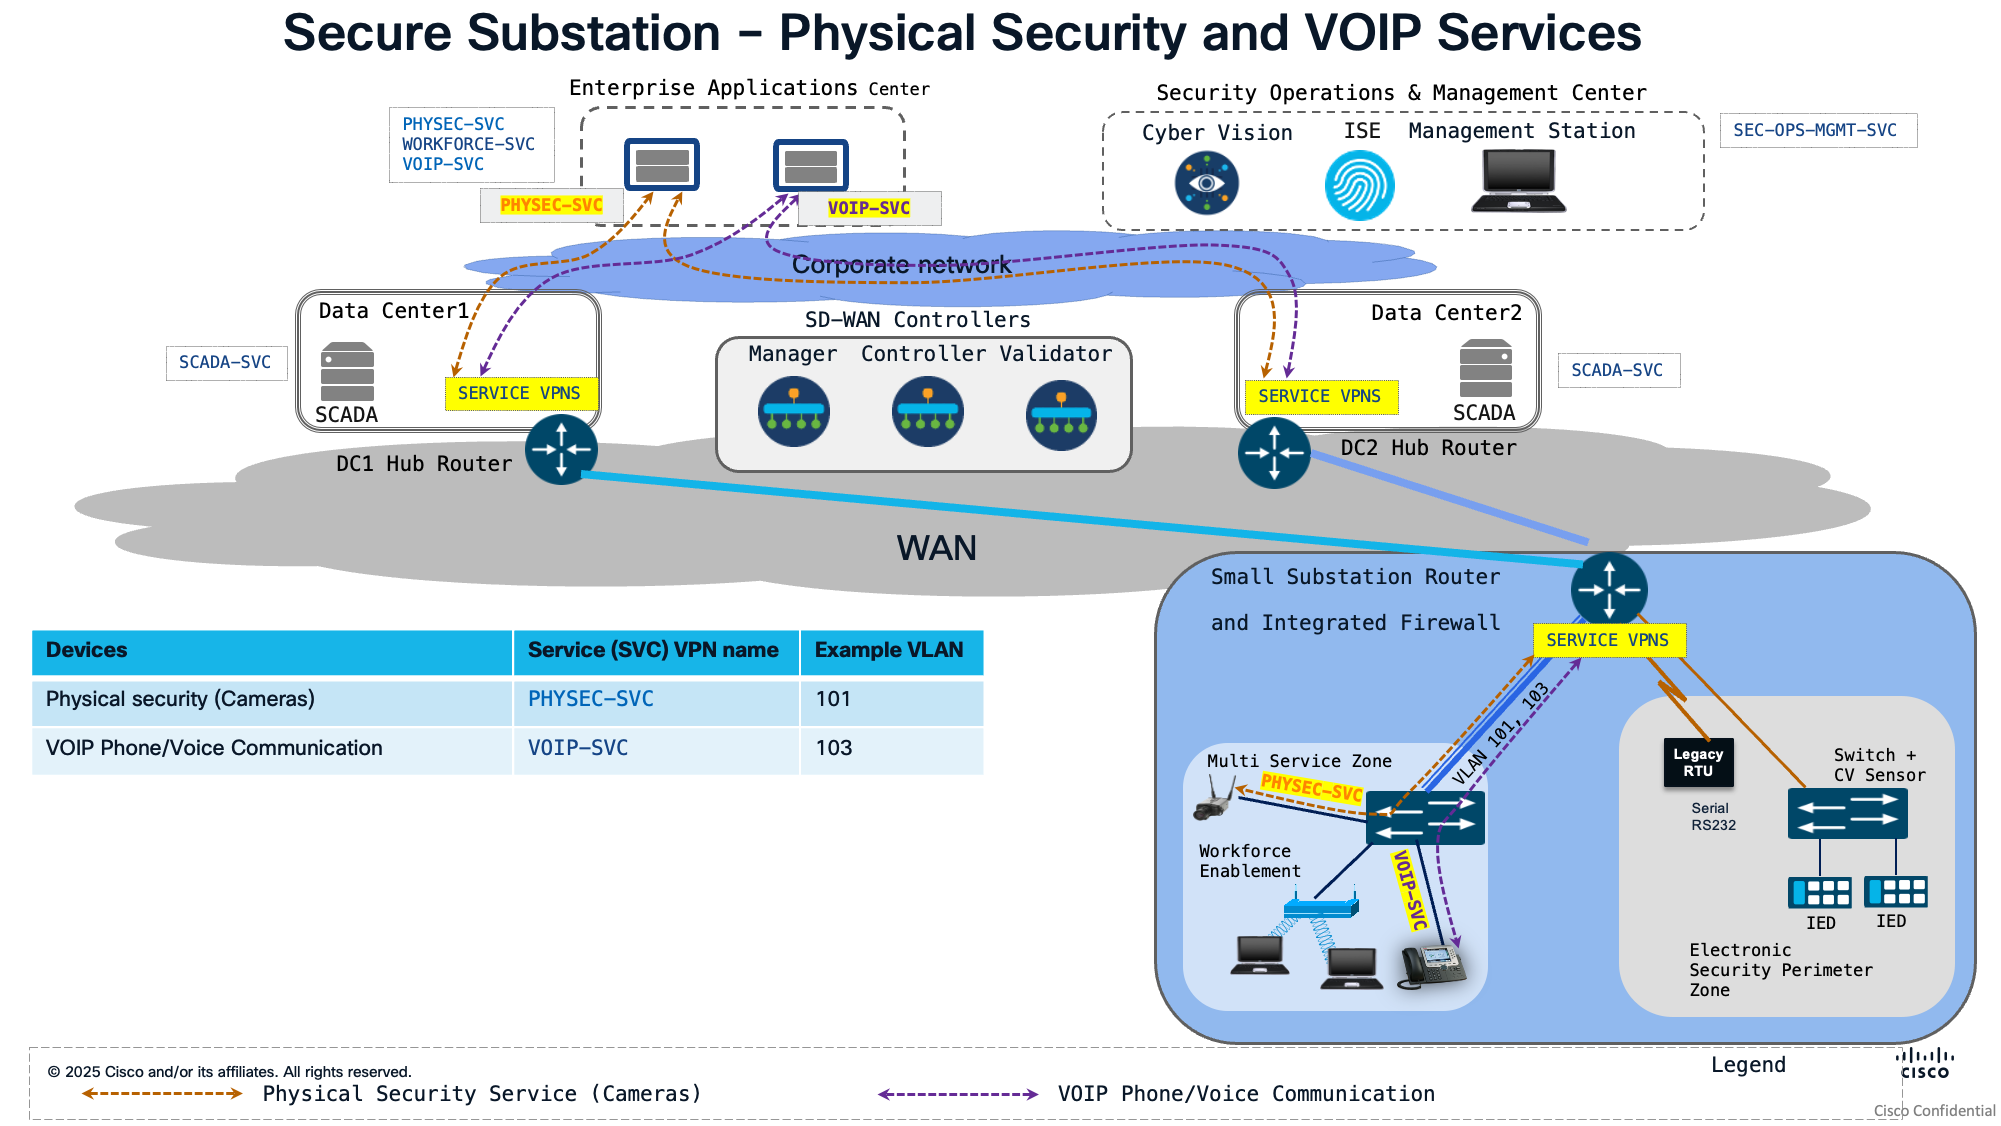 Secure Substation – Physical Security and VOIP Services
Enterprise Applications Center
PHYSEC-SVC
WORKFORCE-SVC
VOIP-SVC
PHYSEC-SVC
VOIP-SVC
Security Operations & Management Center
Cyber Vision
ISE
Management Station
SEC-OPS-MGMT-SVC
Corporate network
Data Center1
SCADA-SVC
SCADA
SERVICE VPNS
DC1 Hub Router
SD-WAN Controllers
Manager
Controller
Validator
Data Center2
SERVICE VPNS
SCADA
SCADA-SVC
DC2 Hub Router
WAN
Small Substation Router
and Integrated Firewall
SERVICE VPNS
Devices
Service (SVC) VPN name
Example VLAN
Physical security (Cameras)
PHYSEC-SVC
101
VOIP Phone/Voice Communication
VOIP-SVC
103
VLAN 101, 103
Multi Service Zone
PHYSEC-SVC
Workforce
Enablement
VOIP-SVC
Legacy
RTU
Serial
RS232
Switch +
CV Sensor
IED
IED
Electronic
Security Perimeter
Zone
Legend
© 2025 Cisco and/or its affiliates. All rights reserved.
Physical Security Service (Cameras)
VOIP Phone/Voice Communication
CISCO
Cisco Confidential